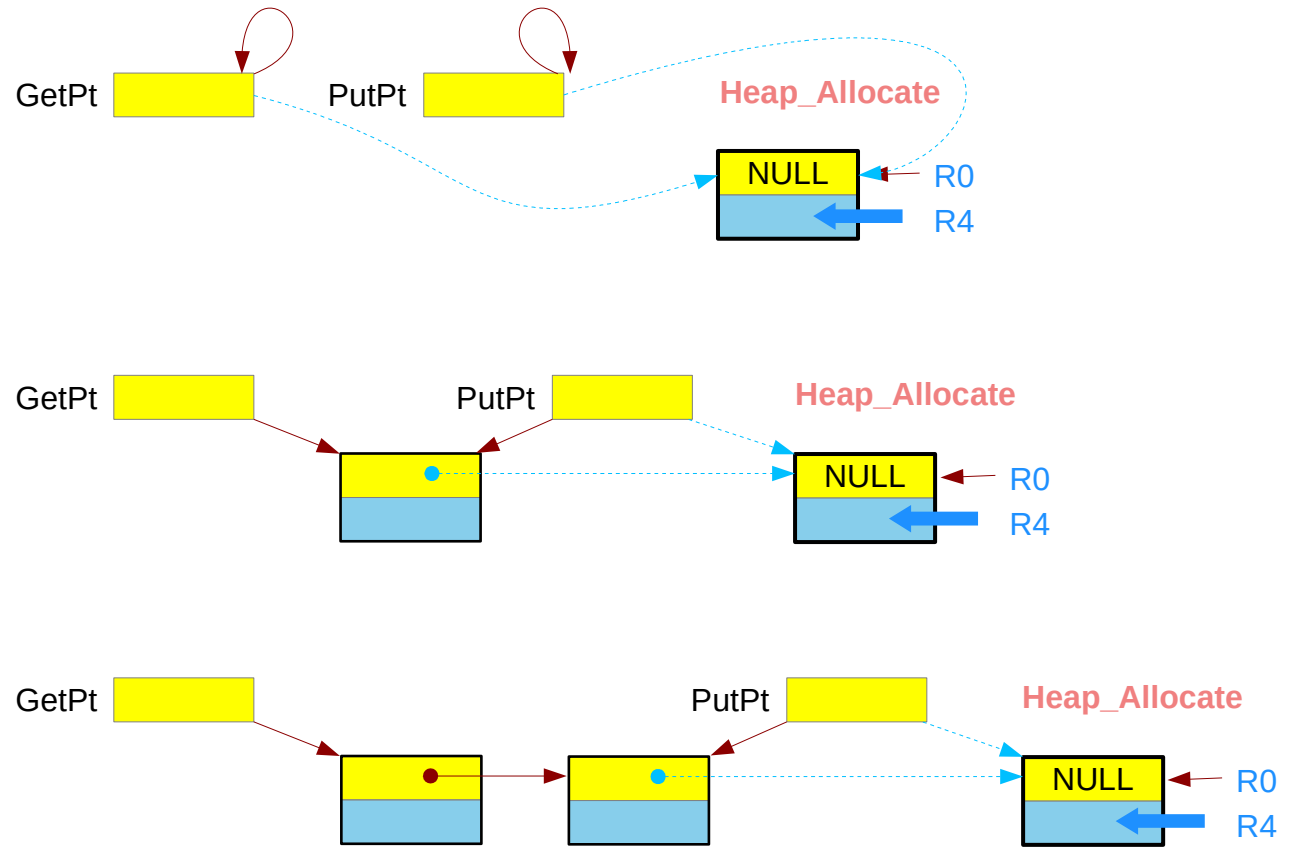 GetPt
PutPt
Heap_Allocate
NULL
R0
R4
GetPt
PutPt
Heap_Allocate
NULL
R0
R4
GetPt
PutPt
Heap_Allocate
NULL
R0
R4